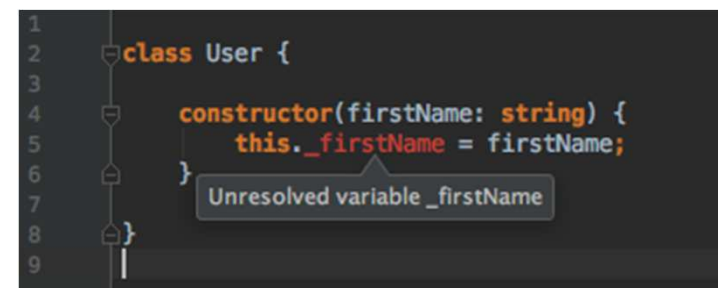 1
2 class User {
3
4 constructor(firstName: string) {
5 this._firstName = firstName;
6 }
Unresolved variable _firstName
7
8 }
9